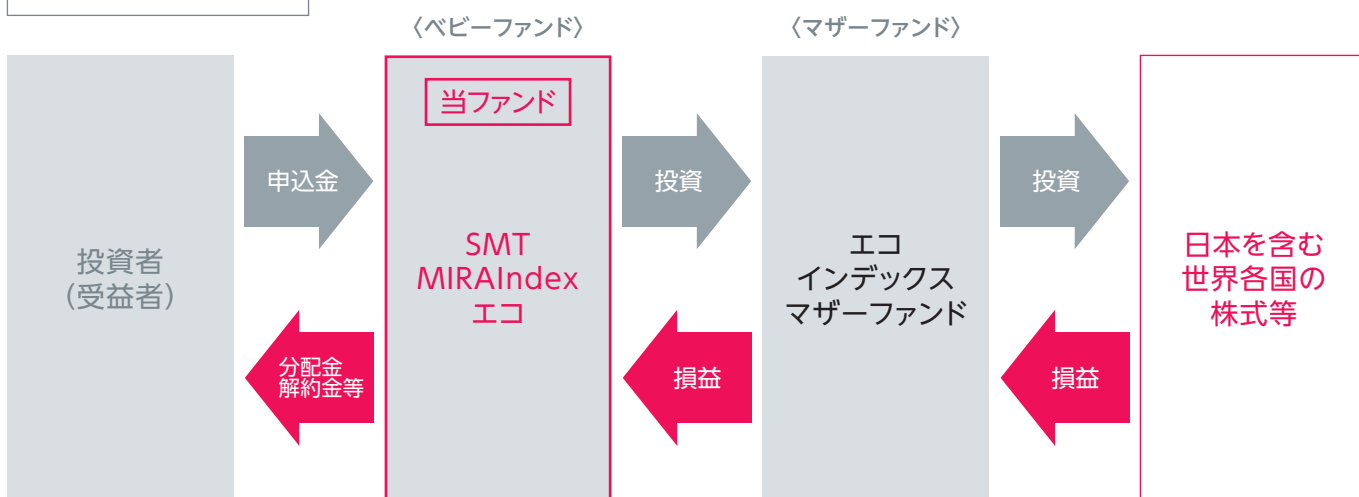 〈ベビーファンド〉
〈マザーファンド〉
当ファンド
申込金
投資
投資
投資者
(受益者)
SMT
MIRAIndex
エコ
エコ
インデックス
マザーファンド
日本を含む
世界各国の
株式等
分配金
解約金等
損益
損益